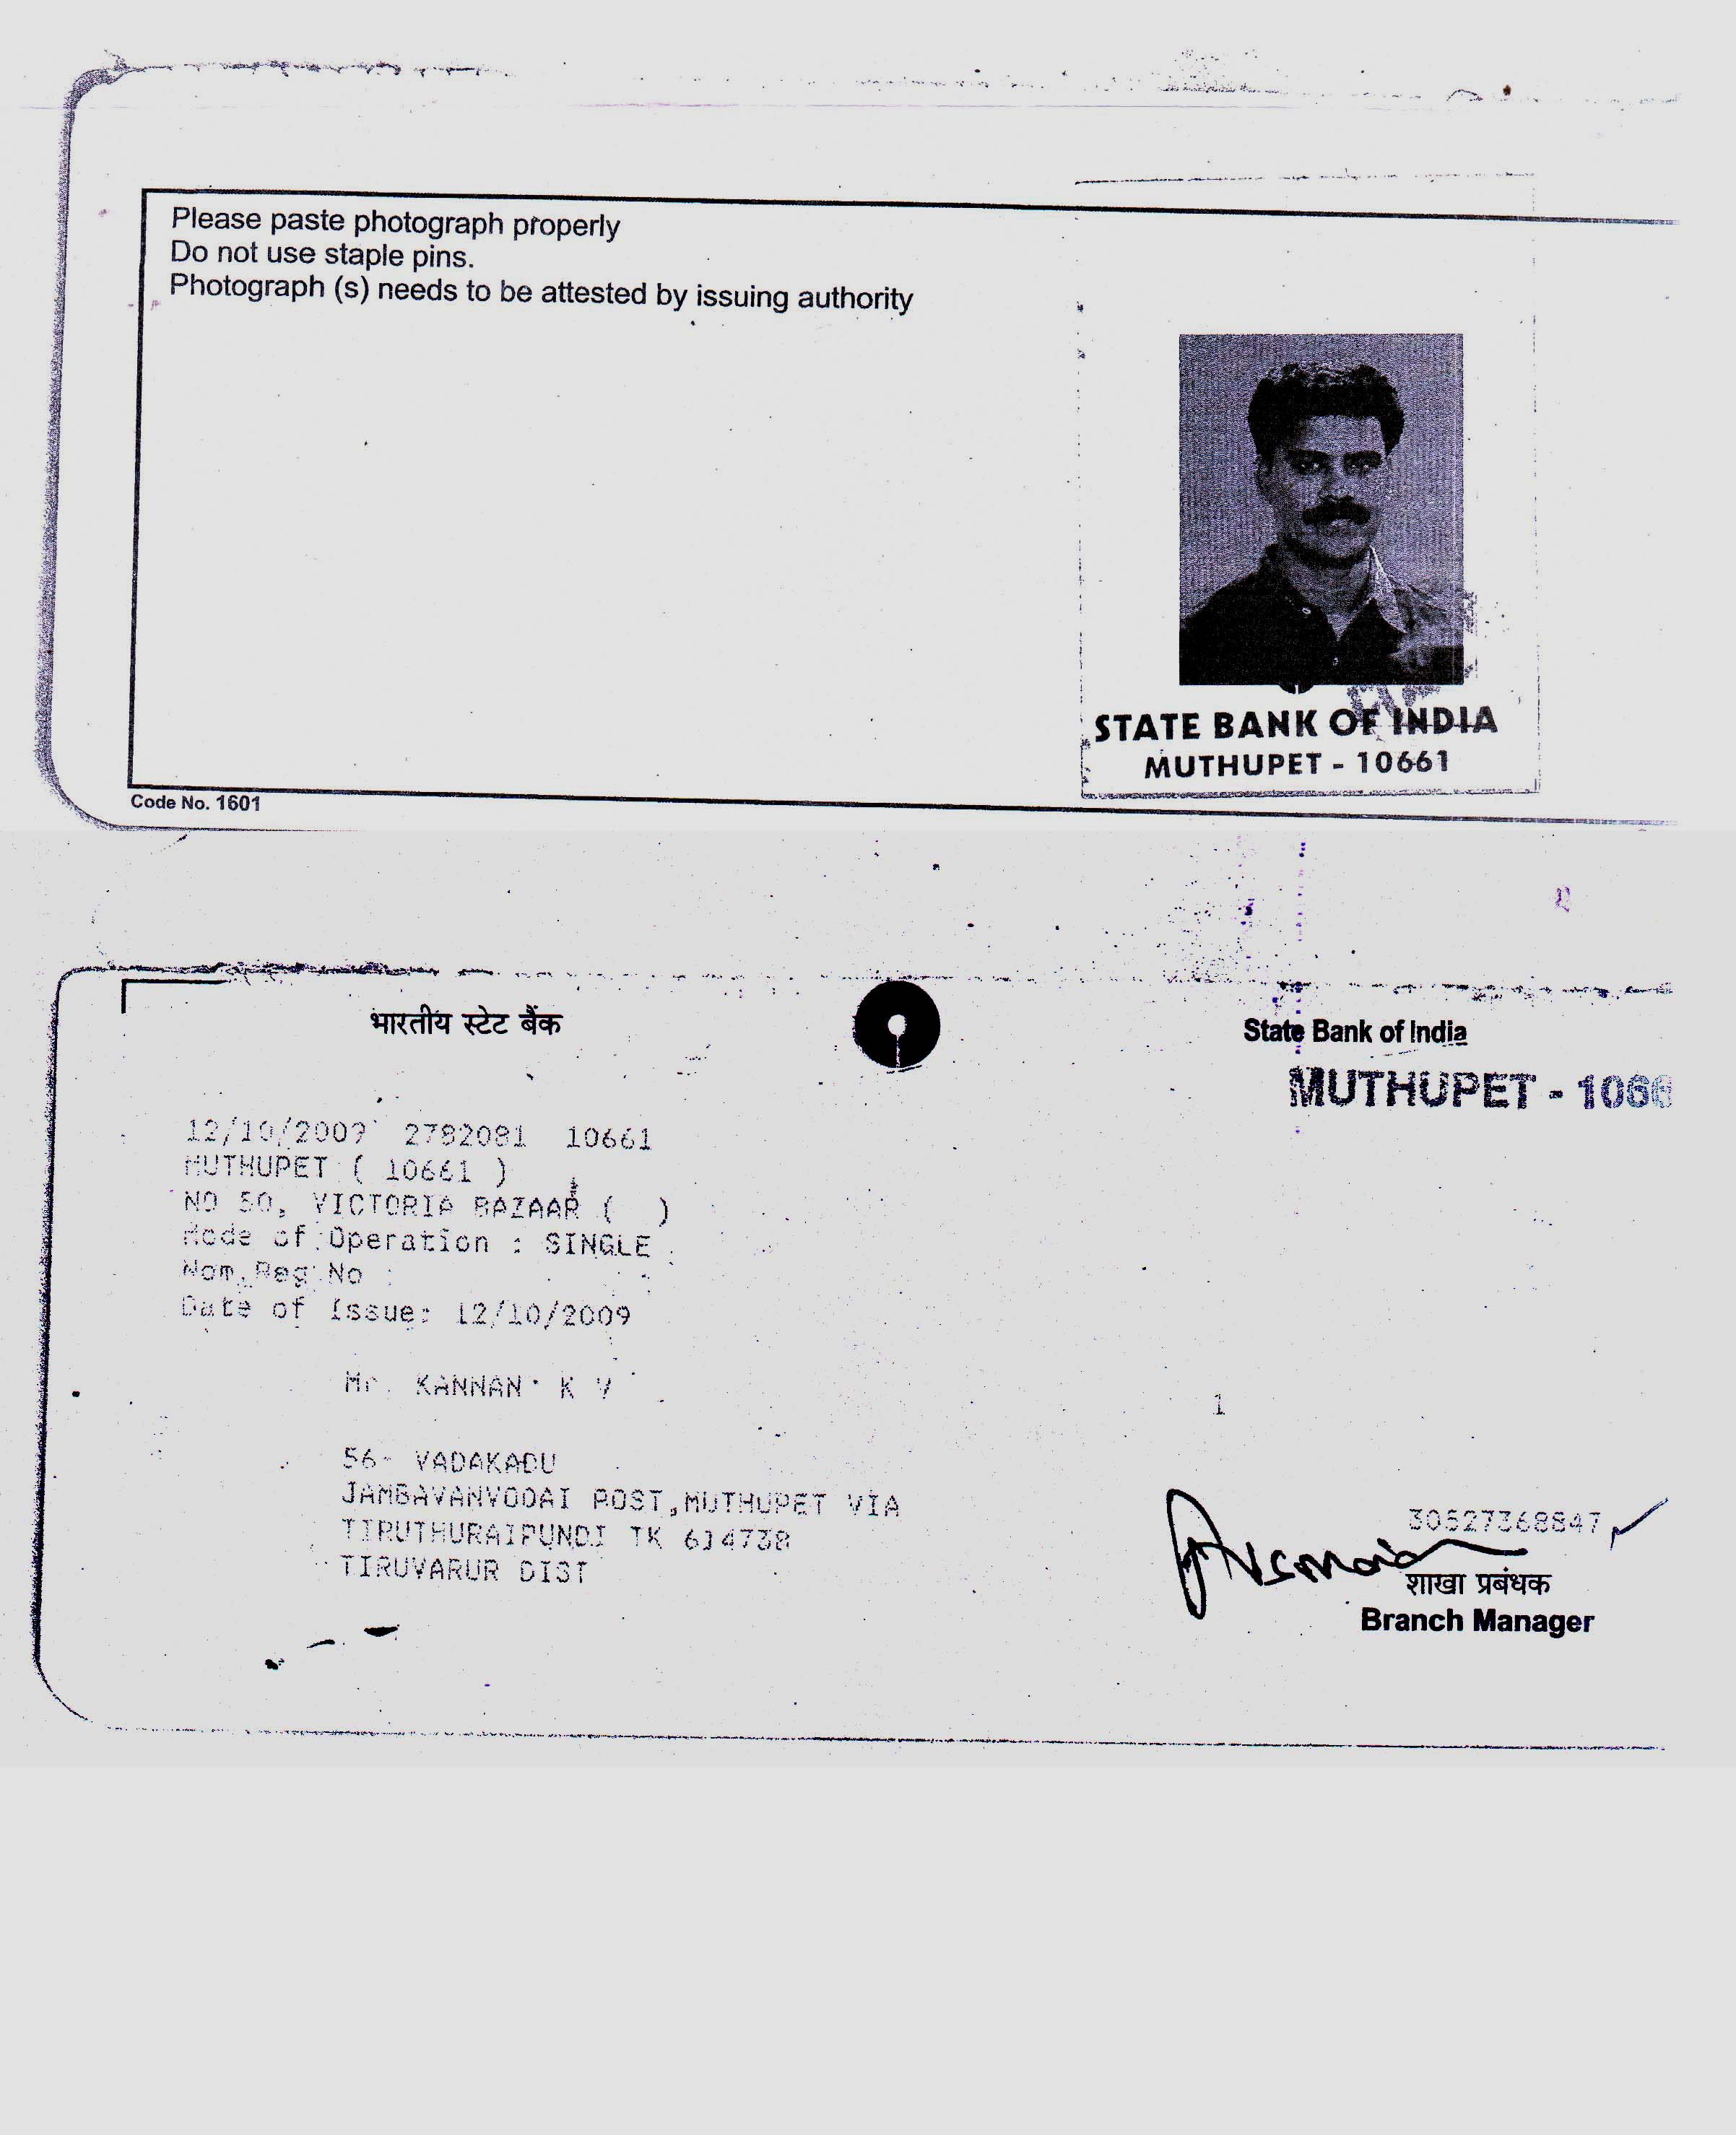 Please paste photograph properly
Do not use staple pins.
Photograph (s) needs to be attested by issuing authority
STATE BANK OF INDIA
MUTHUPET - 10661
Code No. 1601
भारतीय स्टेट बैंक
State Bank of India
MUTHUPET - 1066
12/10/2009 2782081 10661
MUTHUPET ( 10661 )
NO 50, VICTORIA BAZAAR ( )
Mode of Operation : SINGLE
Nom.Reg No :
Date of Issue: 12/10/2009
Mr. KANNAN K V
1
56- VADAKADU
JAMBAVANVODAI POST,MUTHUPET VIA
TIRUTHURAIPUNDI TK 614738
TIRUVARUR DIST
30527368847
शाखा प्रबंधक
Branch Manager